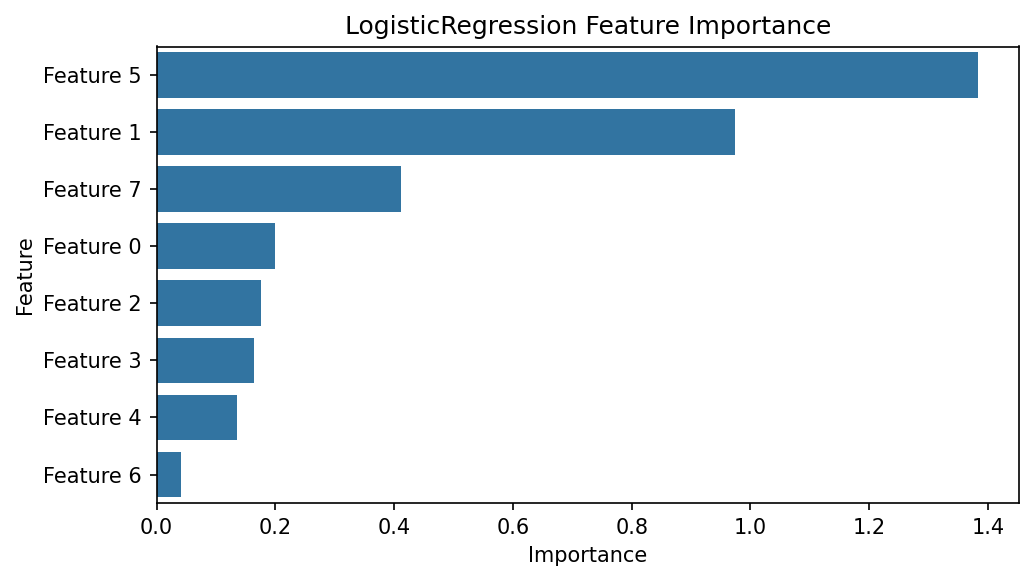 LogisticRegression Feature Importance
Feature 5
Feature 1
Feature 7
Feature 0
Feature 2
Feature 3
Feature 4
Feature 6
Feature
0.0 0.2 0.4 0.6 0.8 1.0 1.2 1.4
Importance